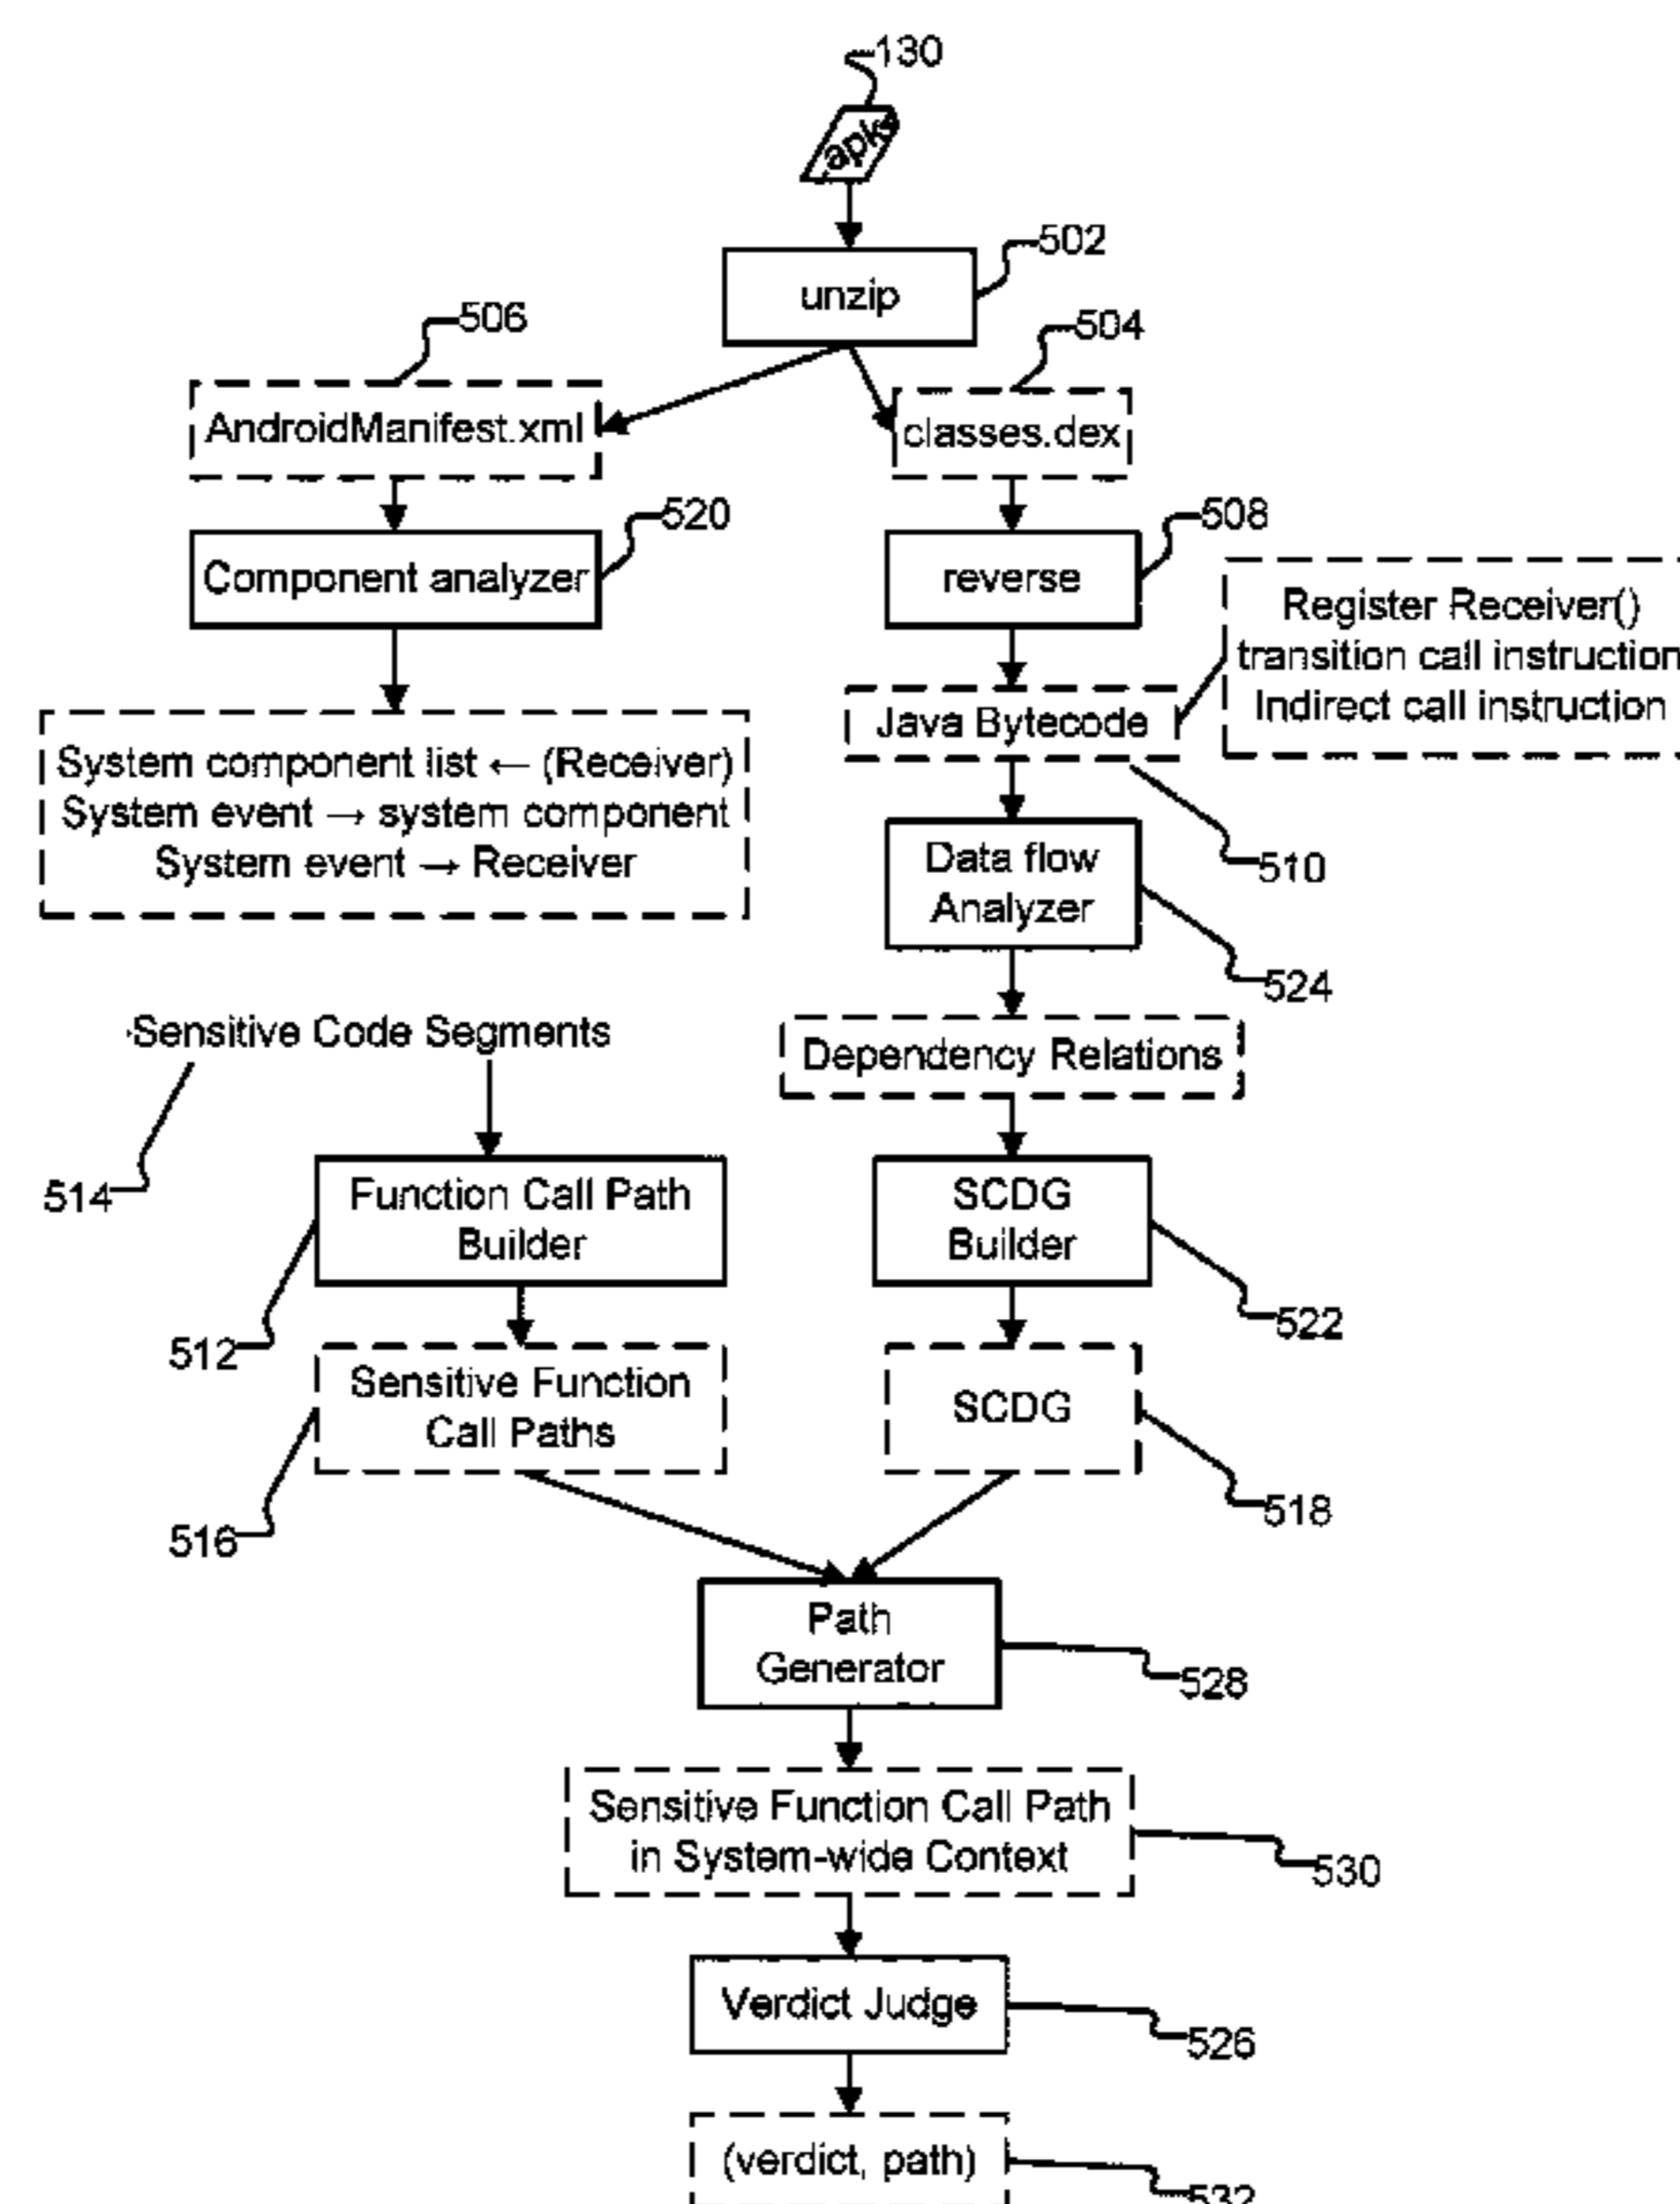 130
.apk
502
unzip
506
504
AndroidManifest.xml
classes.dex
520
508
Component analyzer
reverse
Register Receiver()
transition call instruction
Indirect call instruction
Java Bytecode
System component list ← (Receiver)
System event → system component
System event → Receiver
510
Data flow
Analyzer
524
Sensitive Code Segments
Dependency Relations
514
Function Call Path
Builder
SCDG
Builder
512
522
Sensitive Function
Call Paths
SCDG
516
518
Path
Generator
528
Sensitive Function Call Path
in System-wide Context
530
Verdict Judge
526
(verdict, path)
532